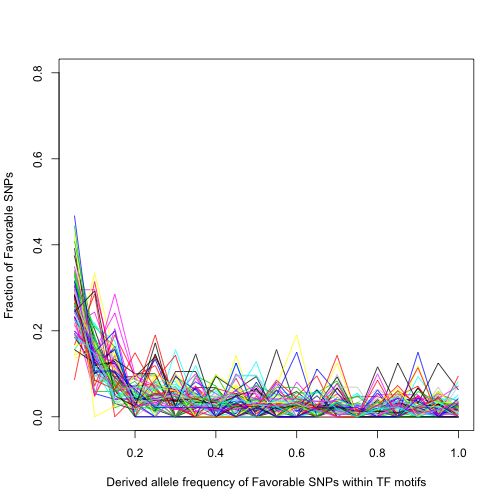 Fraction of Favorable SNPs
0.8
0.6
0.4
0.2
0.0
0.2 0.4 0.6 0.8 1.0
Derived allele frequency of Favorable SNPs within TF motifs